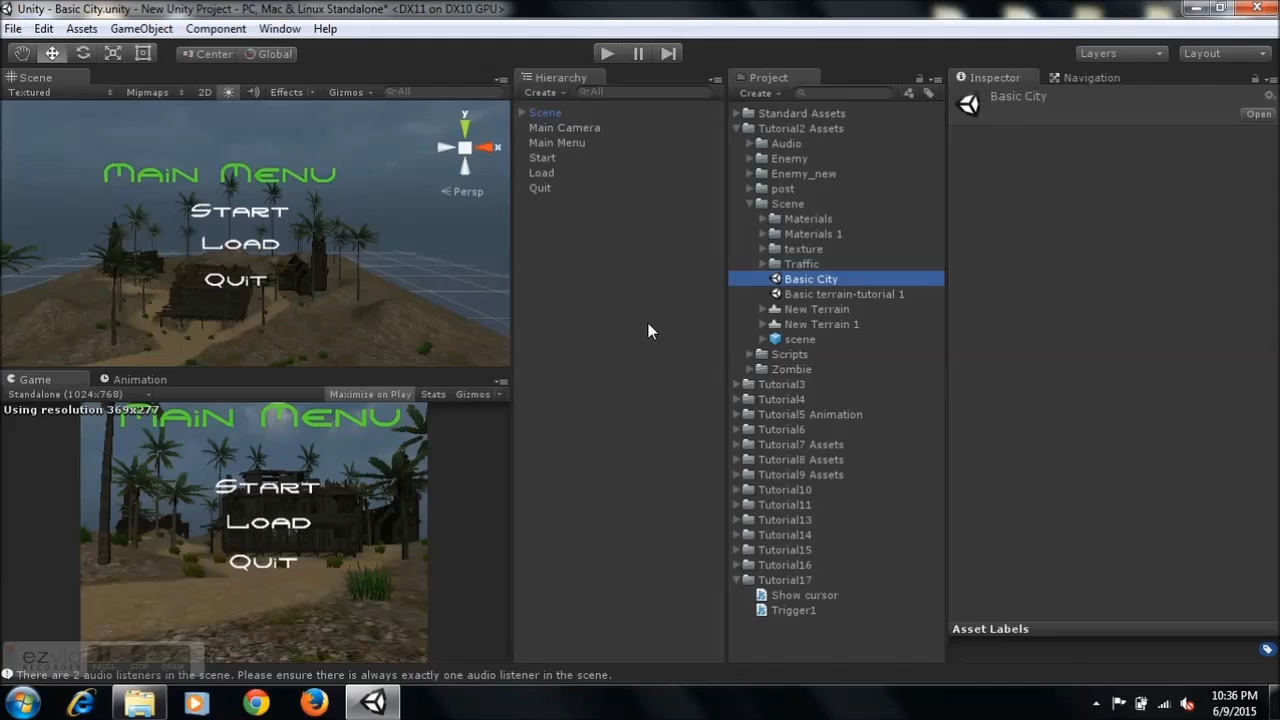 Unity - Basic City.unity - New Unity Project - PC, Mac & Linux Standalone* <DX11 on DX10 GPU>
File Edit Assets GameObject Component Window Help
Center Global Layers Layout
Scene
Textured Mipmaps 2D Effects Gizmos All
y
x
Persp
MAIN MENU
START
LOAD
QUIT
Game Animation
Standalone (1024x768) Maximize on Play Stats Gizmos
Using resolution 369x277
MAIN MENU
START
LOAD
QUIT
Hierarchy
Create All
Scene
Main Camera
Main Menu
Start
Load
Quit
Project
Create
Standard Assets
Tutorial2 Assets
Audio
Enemy
Enemy_new
post
Scene
Materials
Materials 1
texture
Traffic
Basic City
Basic terrain-tutorial 1
New Terrain
New Terrain 1
scene
Scripts
Zombie
Tutorial3
Tutorial4
Tutorial5 Animation
Tutorial6
Tutorial7 Assets
Tutorial8 Assets
Tutorial9 Assets
Tutorial10
Tutorial11
Tutorial13
Tutorial14
Tutorial15
Tutorial16
Tutorial17
Show cursor
Trigger1
Inspector Navigation
Basic City
Open
Asset Labels
RECORDER PAUSE STOP DRAW
There are 2 audio listeners in the scene. Please ensure there is always exactly one audio listener in the scene.
10:36 PM
6/9/2015